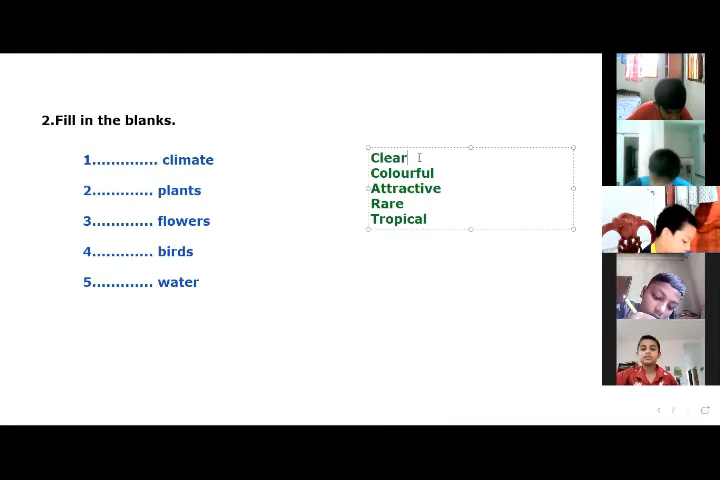 2.Fill in the blanks.
1.............. climate
2............. plants
3............. flowers
4............. birds
5............. water
Clear
Colourful
Attractive
Rare
Tropical